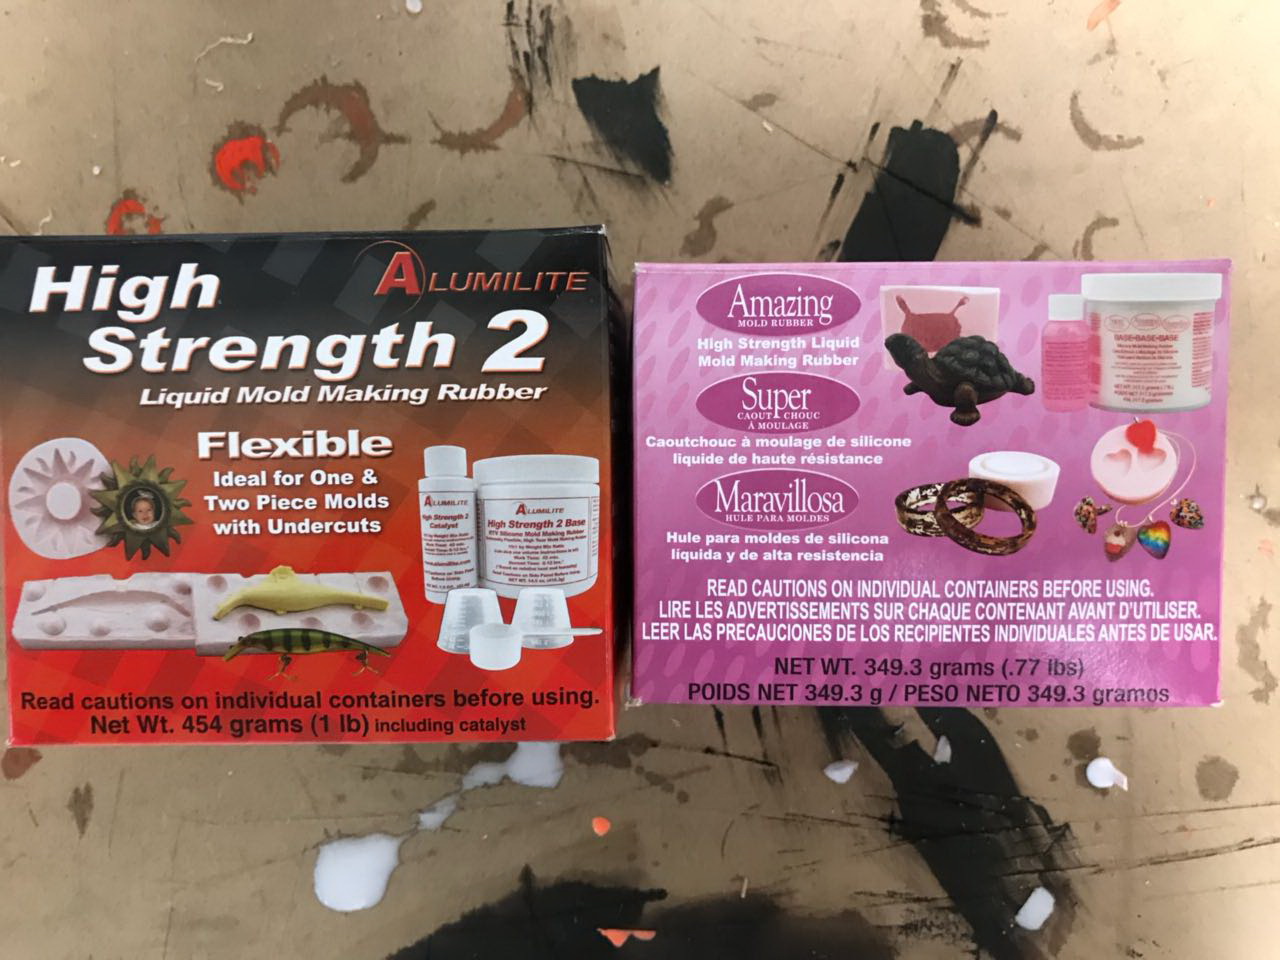 High
Strength 2
ALUMILITE
Liquid Mold Making Rubber
Flexible
Ideal for One &
Two Piece Molds
with Undercuts
ALUMILITE
High Strength 2
Catalyst
ALUMILITE
High Strength 2 Base
RTV Silicone Mold Making Rubber
Read cautions on individual containers before using.
Net Wt. 454 grams (1 lb) including catalyst
Amazing
MOLD RUBBER
High Strength Liquid
Mold Making Rubber
Super
CAOUTCHOUC
À MOULAGE
Caoutchouc à moulage de silicone
liquide de haute résistance
Maravillosa
HULE PARA MOLDES
Hule para moldes de silicona
líquida y de alta resistencia
BASE•BASE•BASE
READ CAUTIONS ON INDIVIDUAL CONTAINERS BEFORE USING.
LIRE LES ADVERTISSEMENTS SUR CHAQUE CONTENANT AVANT D'UTILISER.
LEER LAS PRECAUCIONES DE LOS RECIPIENTES INDIVIDUALES ANTES DE USAR.
NET WT. 349.3 grams (.77 lbs)
POIDS NET 349.3 g / PESO NETO 349.3 gramos